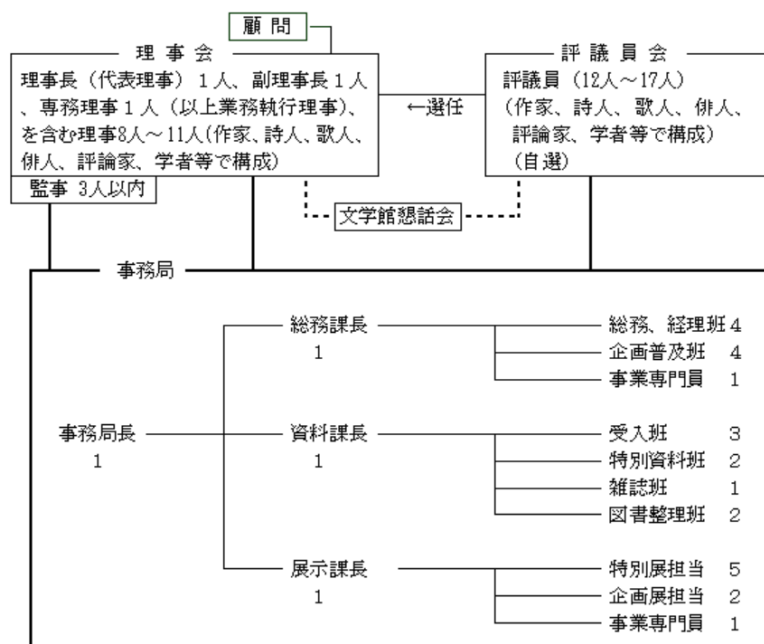 顧 問
理 事 会
理事長（代表理事）１人、副理事長１人
、専務理事１人（以上業務執行理事）、
を含む理事8人～11人(作家、詩人、歌人、
俳人、評論家、学者等で構成)
監事 3人以内
←選任
評 議 員 会
評議員（12人～17人）
(作家、詩人、歌人、俳人、
評論家、学者等で構成)
(自選)
文学館懇話会
事務局
事務局長
1
総務課長
1
総務、経理班 4
企画普及班 4
事業専門員 1
資料課長
1
受入班 3
特別資料班 2
雑誌班 1
図書整理班 2
展示課長
1
特別展担当 5
企画展担当 2
事業専門員 1